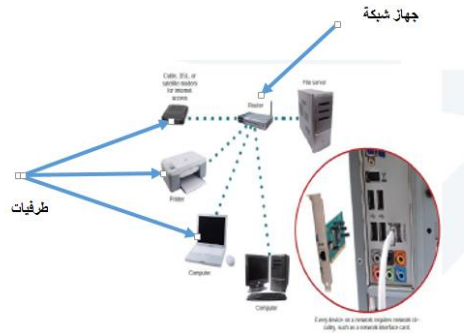 جهاز شبكة
Cable, DSL, or
satellite modem
for Internet
access
Router
File server
Printer
طرفيات
Computer
Computer
Every device on a network requires network cir-
cuitry, such as a network interface card.